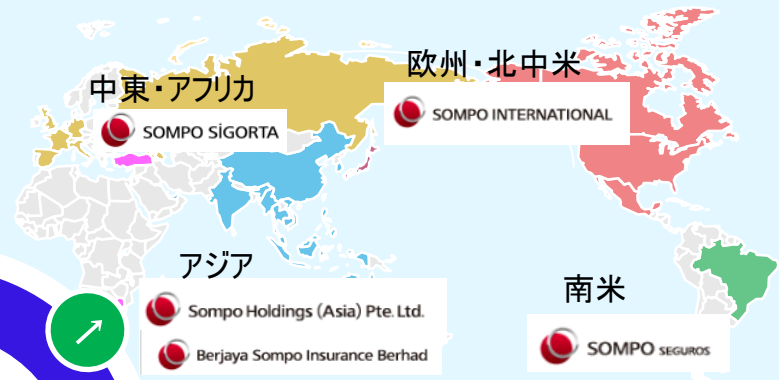 欧州・北中米
中東・アフリカ
SOMPO INTERNATIONAL
SOMPO SİGORTA
アジア
南米
Sompo Holdings (Asia) Pte. Ltd.
Berjaya Sompo Insurance Berhad
SOMPO SEGUROS